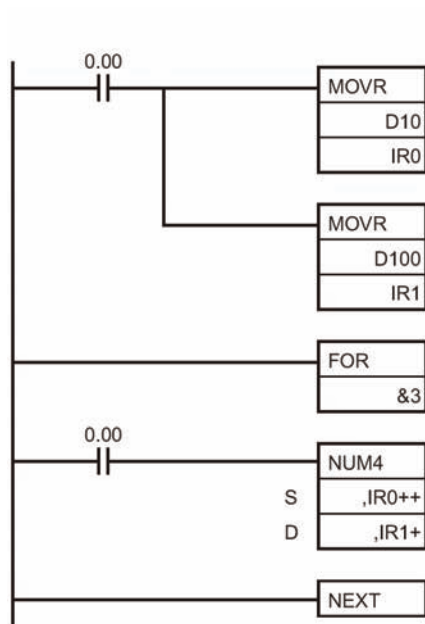 0.00
MOVR
D10
IR0
MOVR
D100
IR1
FOR
&3
0.00
NUM4
S ,IR0++
D ,IR1+
NEXT